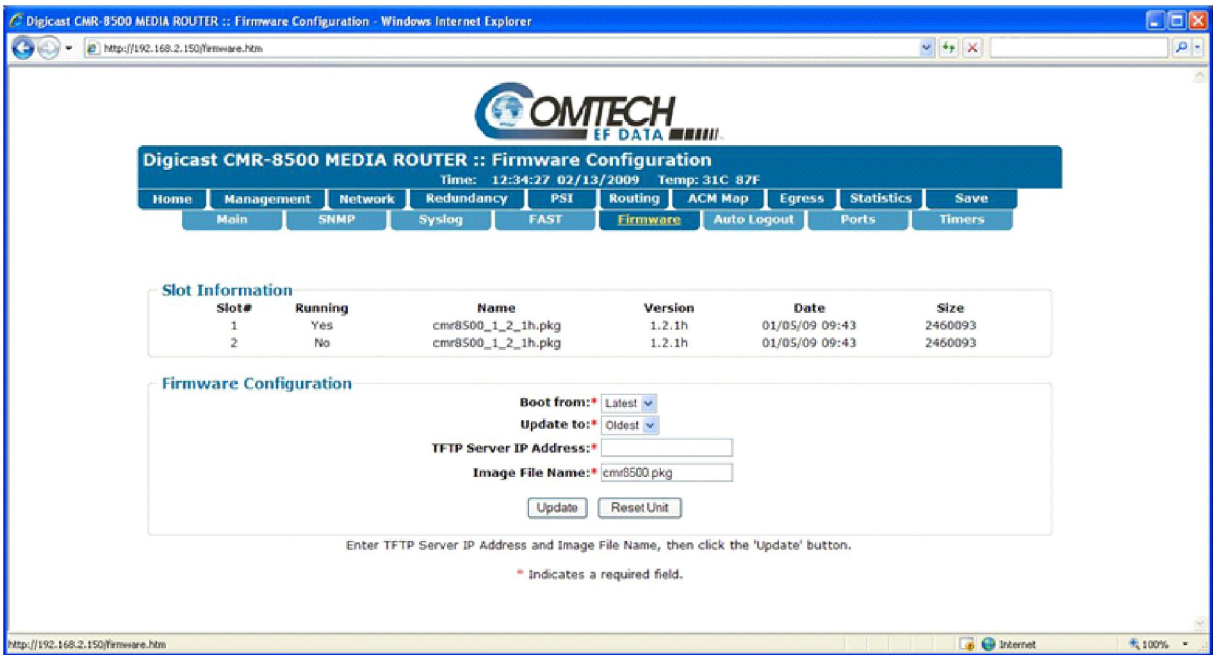 Digicast CMR-8500 MEDIA ROUTER :: Firmware Configuration - Windows Internet Explorer
http://192.168.2.150/firmware.htm
COMTECH
EF DATA
Digicast CMR-8500 MEDIA ROUTER :: Firmware Configuration
Time: 12:34:27 02/13/2009 Temp: 31C 87F
Home Management Network Redundancy PSI Routing ACM Map Egress Statistics Save
Main SNMP Syslog FAST Firmware Auto Logout Ports Timers
Slot Information
Slot# Running Name Version Date Size
1 Yes cmr8500_1_2_1h.pkg 1.2.1h 01/05/09 09:43 2460093
2 No cmr8500_1_2_1h.pkg 1.2.1h 01/05/09 09:43 2460093
Firmware Configuration
Boot from:* Latest
Update to:* Oldest
TFTP Server IP Address:*
Image File Name:* cmr8500.pkg
Update Reset Unit
Enter TFTP Server IP Address and Image File Name, then click the 'Update' button.
* Indicates a required field.
http://192.168.2.150/firmware.htm Internet 100%